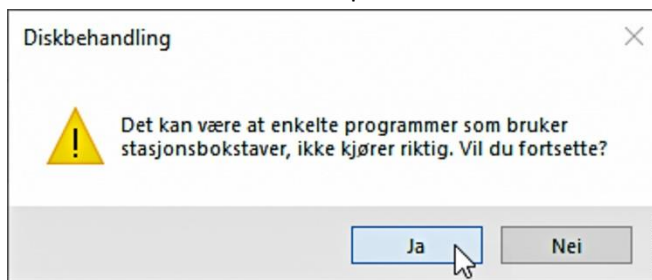 Diskbehandling
Det kan være at enkelte programmer som bruker
stasjonsbokstaver, ikke kjører riktig. Vil du fortsette?
Ja
Nei